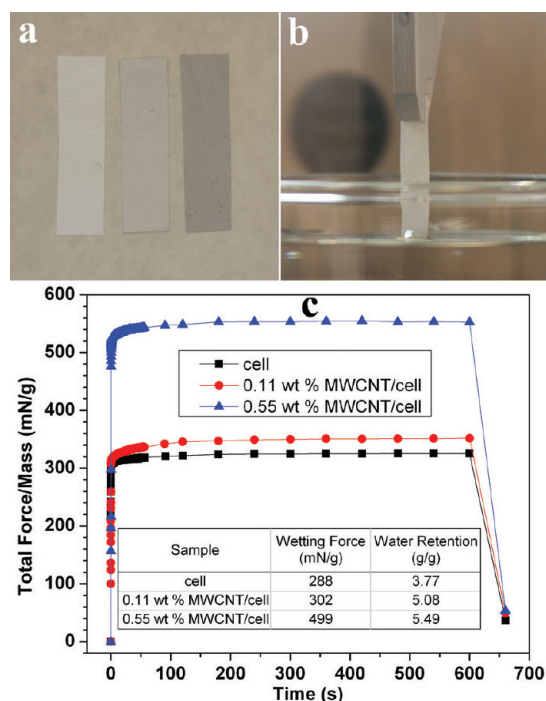 a
b
c
600
500
400
300
200
100
0
Total Force/Mass (mN/g)
cell
0.11 wt % MWCNT/cell
0.55 wt % MWCNT/cell
Sample Wetting Force (mN/g) Water Retention (g/g)
cell 288 3.77
0.11 wt % MWCNT/cell 302 5.08
0.55 wt % MWCNT/cell 499 5.49
0 100 200 300 400 500 600 700
Time (s)